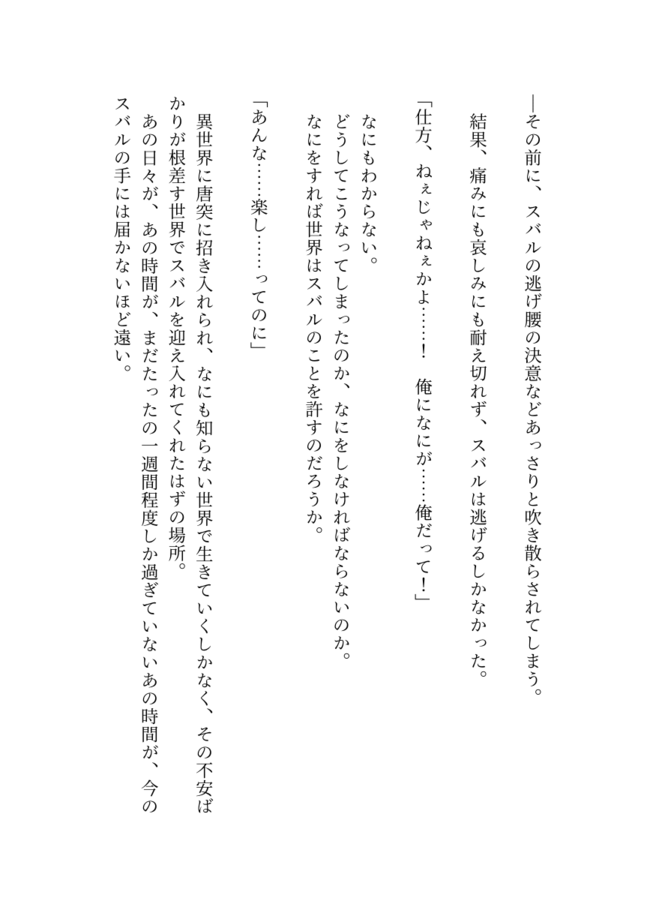 ―その前に、スバルの逃げ腰の決意などあっさりと吹き散らされてしまう。
結果、痛みにも哀しみにも耐え切れず、スバルは逃げるしかなかった。
「仕方、ねぇじゃねぇかよ……！　俺になにが……俺だって！」
なにもわからない。
どうしてこうなってしまったのか、なにをしなければならないのか。
なにをすれば世界はスバルのことを許すのだろうか。
「あんな……楽し……ってのに」
異世界に唐突に招き入れられ、なにも知らない世界で生きていくしかなく、その不安ば
かりが根差す世界でスバルを迎え入れてくれたはずの場所。
あの日々が、あの時間が、まだたったの一週間程度しか過ぎていないあの時間が、今の
スバルの手には届かないほど遠い。